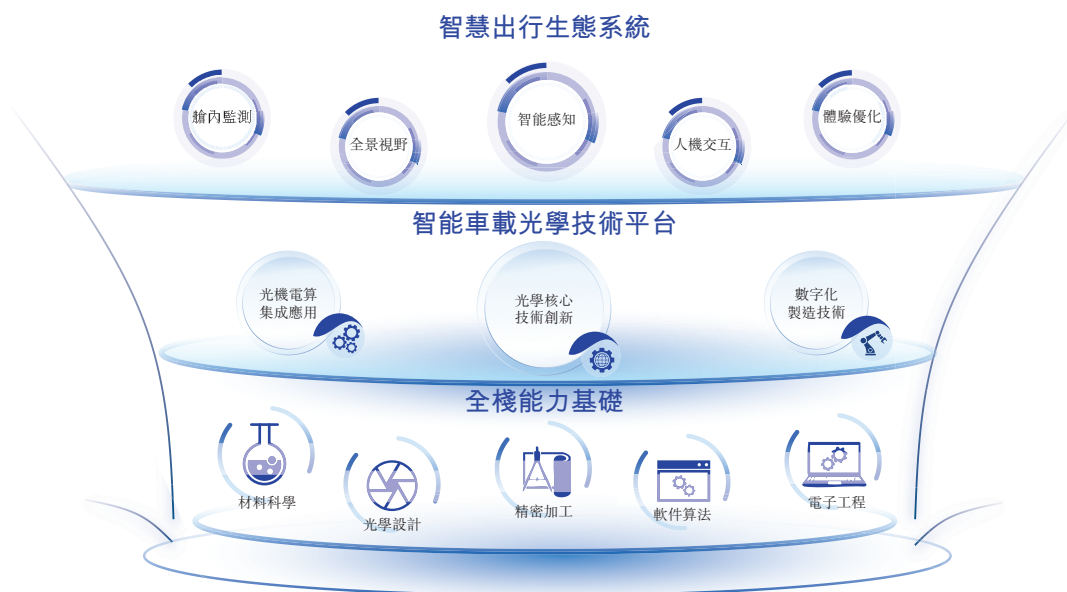 智慧出行生態系統
艙內監測
全景視野
智能感知
人機交互
體驗優化
智能車載光學技術平台
光機電算
集成應用
光學核心
技術創新
數字化
製造技術
全棧能力基礎
材料科學
光學設計
精密加工
軟件算法
電子工程